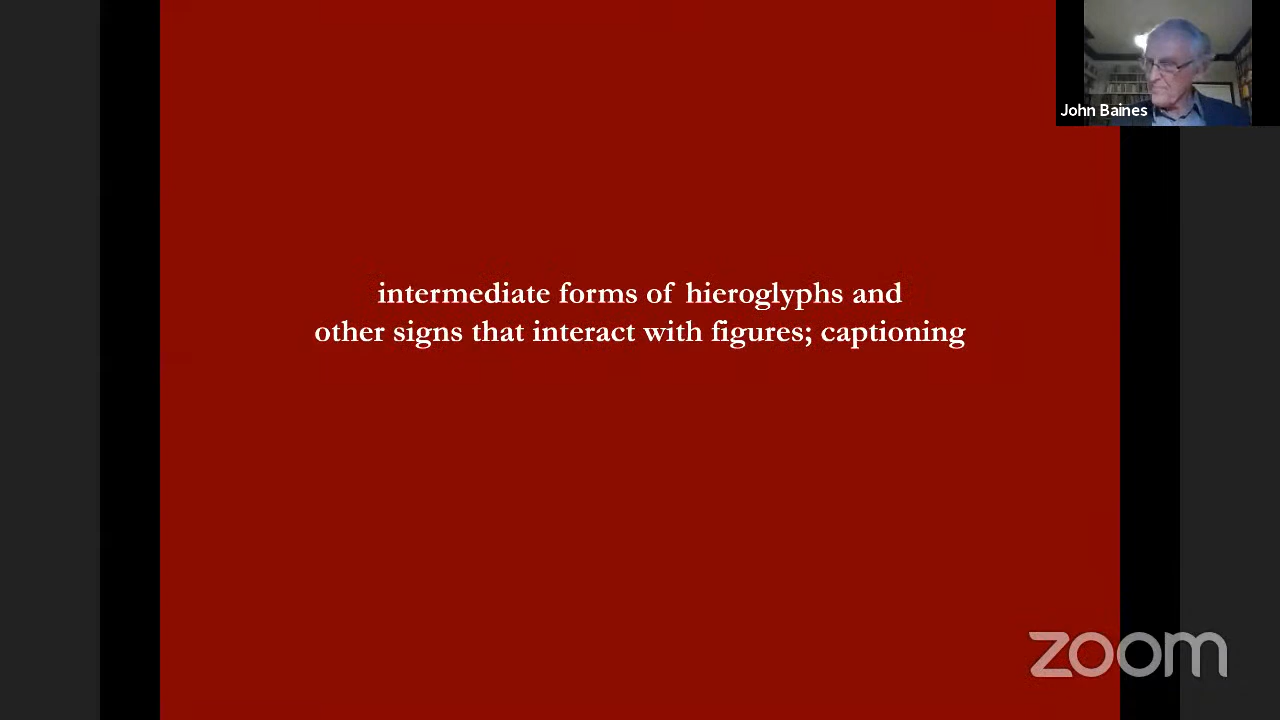 John Baines
intermediate forms of hieroglyphs and
other signs that interact with figures; captioning
zoom